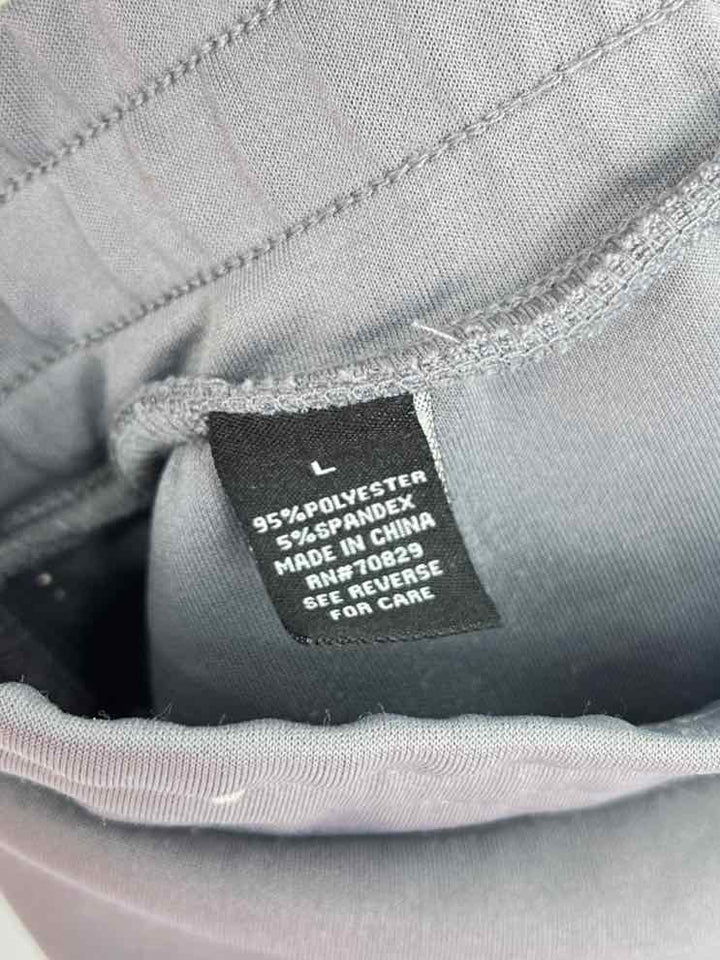 L
95%POLYESTER
5%SPANDEX
MADE IN CHINA
RN#70829
SEE REVERSE
FOR CARE